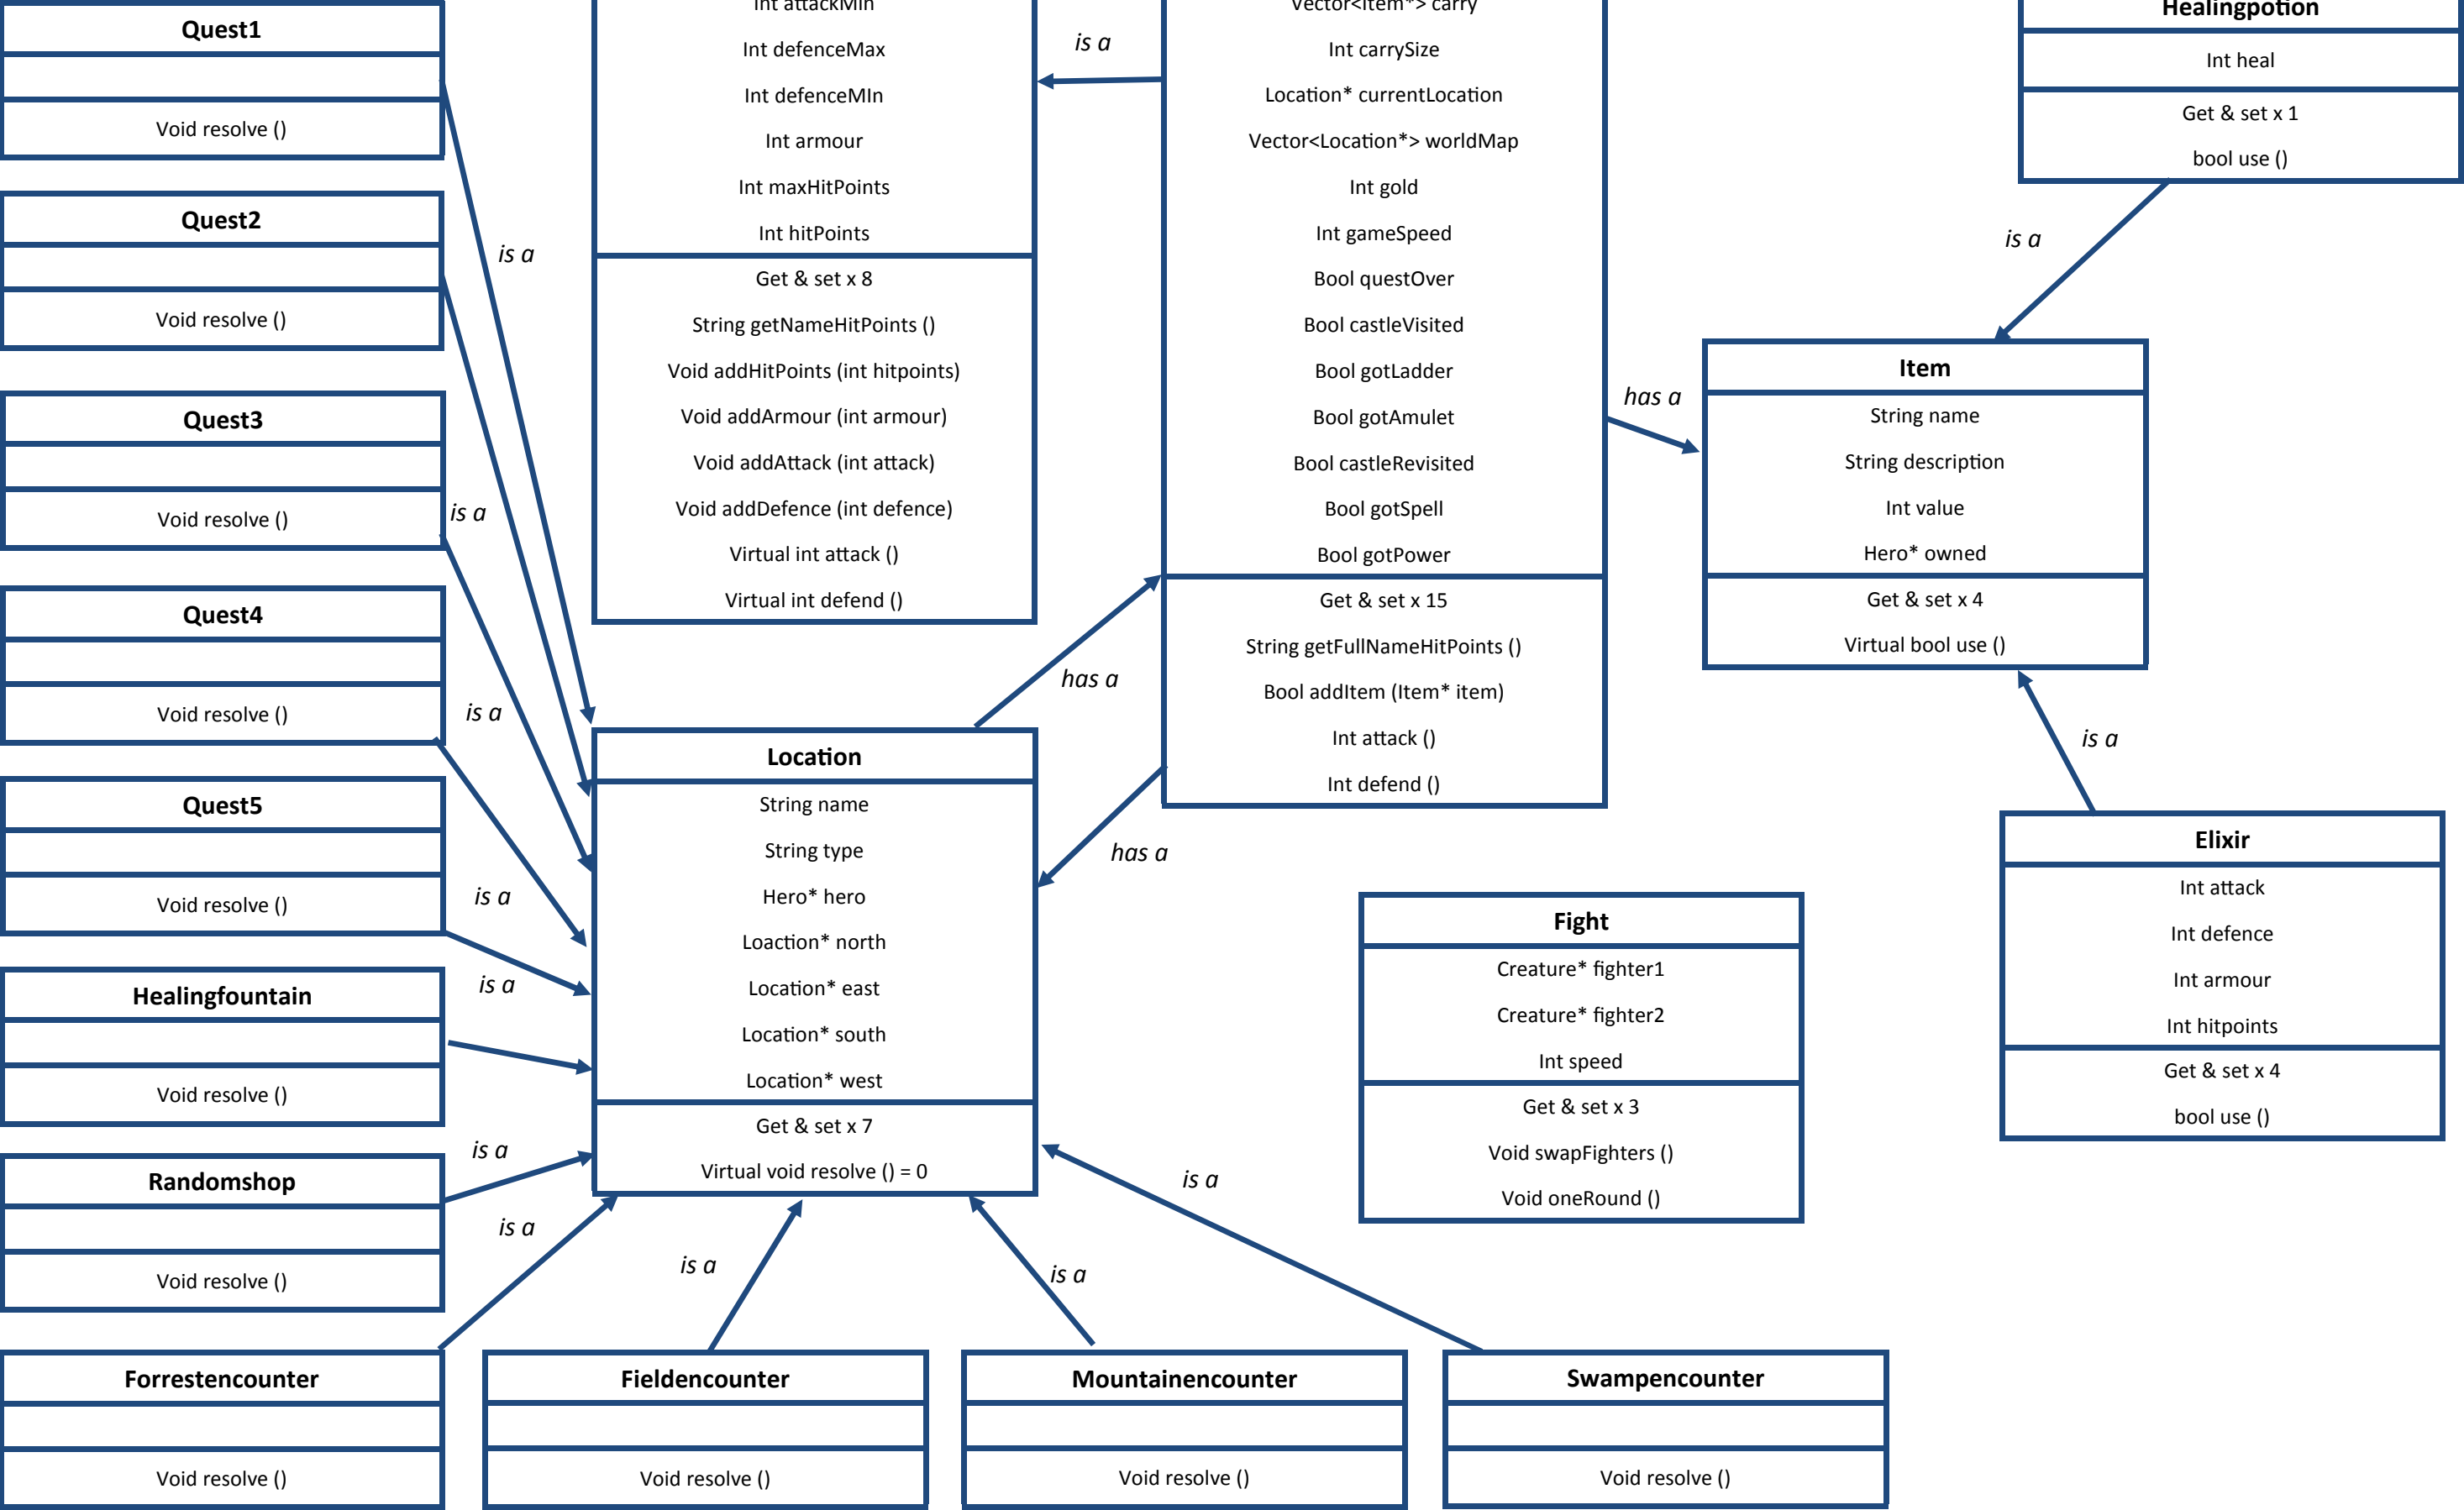 Quest1
Void resolve ()
Quest2
Void resolve ()
Quest3
Void resolve ()
Quest4
Void resolve ()
Quest5
Void resolve ()
Healingfountain
Void resolve ()
Randomshop
Void resolve ()
Forrestencounter
Void resolve ()
Fieldencounter
Void resolve ()
Mountainencounter
Void resolve ()
Swampencounter
Void resolve ()
is a
is a
is a
is a
is a
is a
is a
is a
is a
is a
Int attackMin
Int defenceMax
Int defenceMIn
Int armour
Int maxHitPoints
Int hitPoints
Get & set x 8
String getNameHitPoints ()
Void addHitPoints (int hitpoints)
Void addArmour (int armour)
Void addAttack (int attack)
Void addDefence (int defence)
Virtual int attack ()
Virtual int defend ()
is a
Location
String name
String type
Hero* hero
Loaction* north
Location* east
Location* south
Location* west
Get & set x 7
Virtual void resolve () = 0
has a
has a
Vector<Item*> carry
Int carrySize
Location* currentLocation
Vector<Location*> worldMap
Int gold
Int gameSpeed
Bool questOver
Bool castleVisited
Bool gotLadder
Bool gotAmulet
Bool castleRevisited
Bool gotSpell
Bool gotPower
Get & set x 15
String getFullNameHitPoints ()
Bool addItem (Item* item)
Int attack ()
Int defend ()
has a
Fight
Creature* fighter1
Creature* fighter2
Int speed
Get & set x 3
Void swapFighters ()
Void oneRound ()
Healingpotion
Int heal
Get & set x 1
bool use ()
is a
Item
String name
String description
Int value
Hero* owned
Get & set x 4
Virtual bool use ()
is a
Elixir
Int attack
Int defence
Int armour
Int hitpoints
Get & set x 4
bool use ()